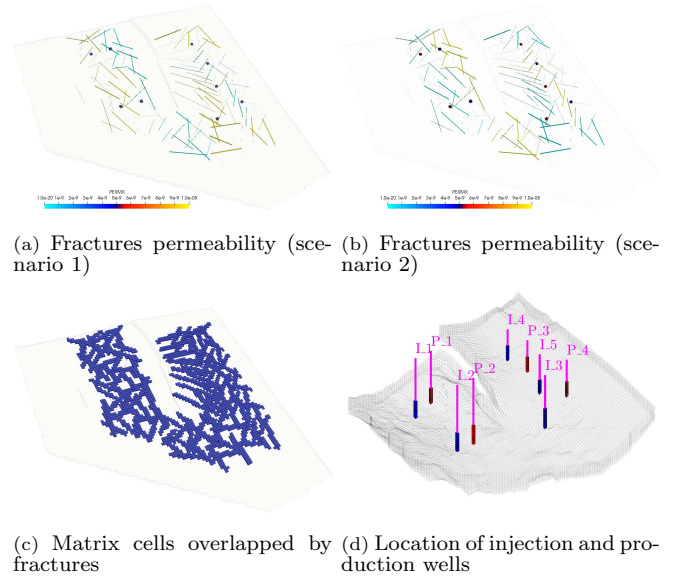 PERMIX
1.0e-20 1e-9 2e-9 3e-9 4e-9 5e-9 6e-9 7e-9 8e-9 9e-9 1.0e-08
PERMIX
1.0e-20 1e-9 2e-9 3e-9 4e-9 5e-9 6e-9 7e-9 8e-9 9e-9 1.0e-08
(a) Fractures permeability (sce-
nario 1)
(b) Fractures permeability (sce-
nario 2)
I_4
P_3
I_1
P_1
I_5
P_4
I_2
P_2
I_3
(c) Matrix cells overlapped by
fractures
(d) Location of injection and pro-
duction wells